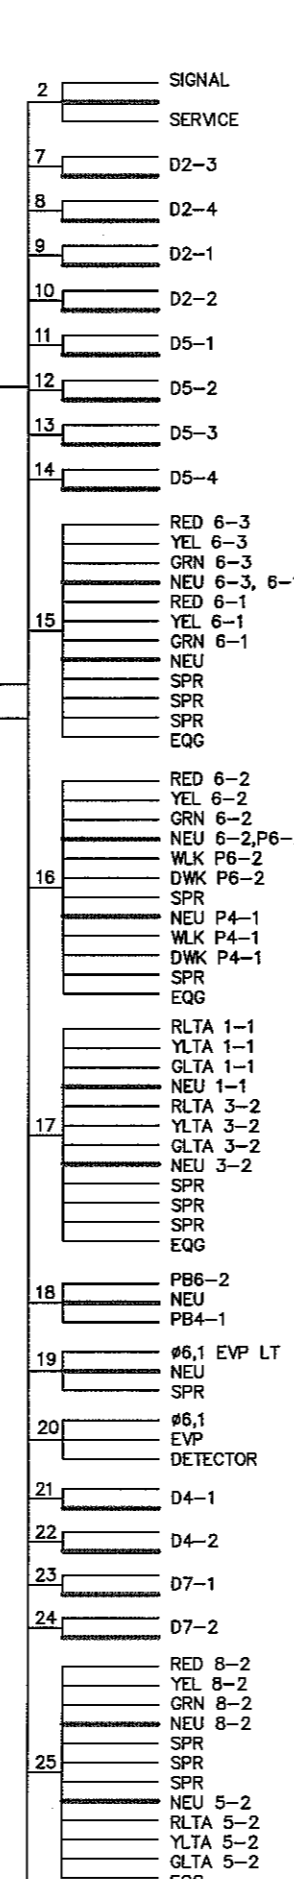 2
SIGNAL
SERVICE
7
D2-3
8
D2-4
9
D2-1
10
D2-2
11
D5-1
12
D5-2
13
D5-3
14
D5-4
15
RED 6-3
YEL 6-3
GRN 6-3
NEU 6-3, 6-
RED 6-1
YEL 6-1
GRN 6-1
NEU
SPR
SPR
SPR
EQG
16
RED 6-2
YEL 6-2
GRN 6-2
NEU 6-2,P6-
WLK P6-2
DWK P6-2
SPR
NEU P4-1
WLK P4-1
DWK P4-1
SPR
EQG
17
RLTA 1-1
YLTA 1-1
GLTA 1-1
NEU 1-1
RLTA 3-2
YLTA 3-2
GLTA 3-2
NEU 3-2
SPR
SPR
SPR
EQG
18
PB6-2
NEU
PB4-1
19
ø6,1 EVP LT
NEU
SPR
20
ø6,1
EVP
DETECTOR
21
D4-1
22
D4-2
23
D7-1
24
D7-2
25
RED 8-2
YEL 8-2
GRN 8-2
NEU 8-2
SPR
SPR
SPR
NEU 5-2
RLTA 5-2
YLTA 5-2
GLTA 5-2